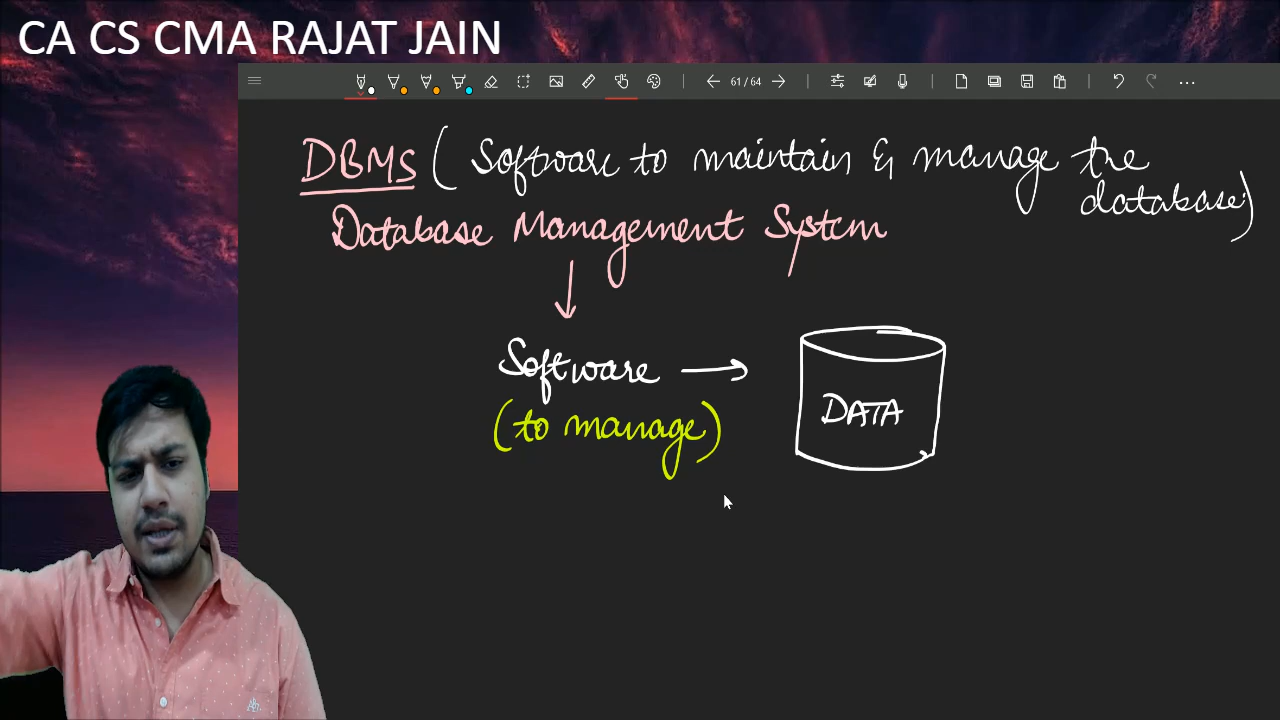 CA CS CMA RAJAT JAIN
61/64
DBMS (Software to maintain & manage the
database)
Database Management System
Software →
(to manage)
DATA